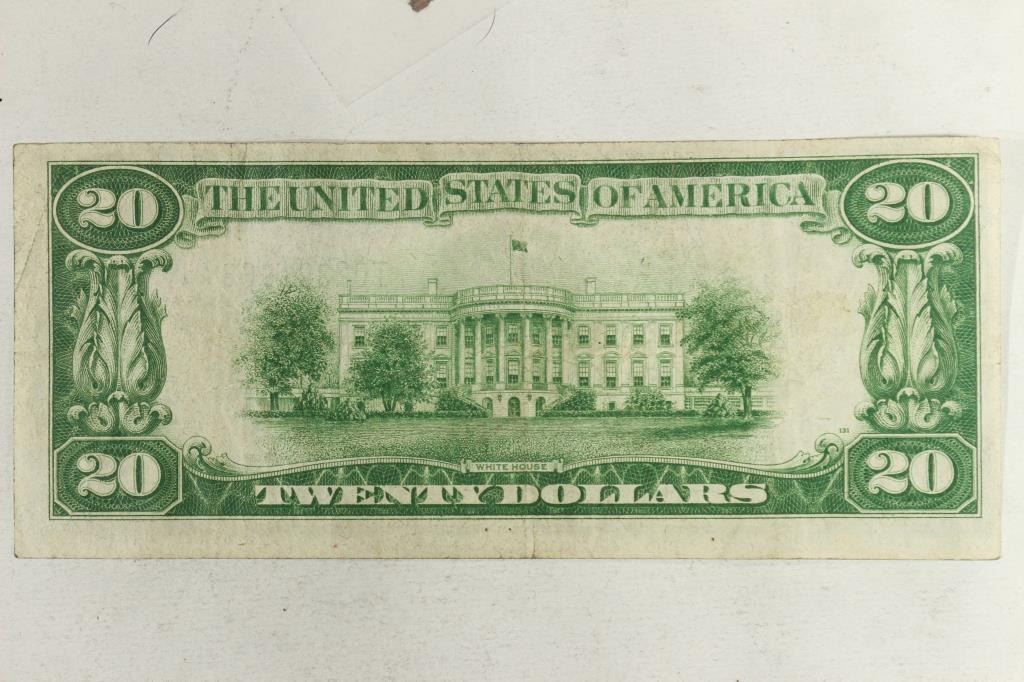 20 THE UNITED STATES OF AMERICA 20
131
WHITE HOUSE
20 TWENTY DOLLARS 20